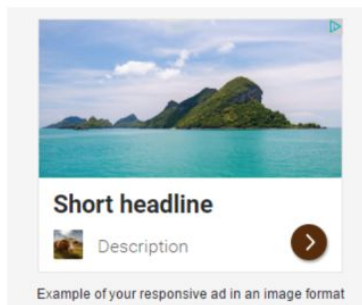 Short headline
Description
Example of your responsive ad in an image format